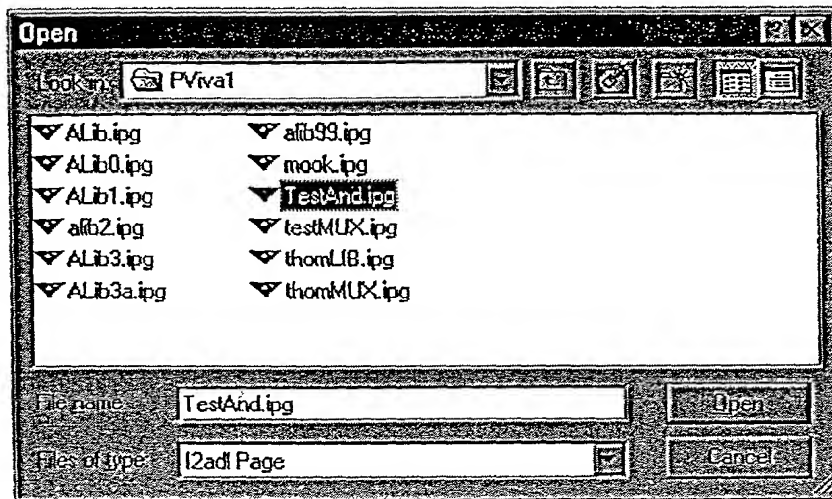 Open
Look in: PViva1
ALib.ipg
ALib0.ipg
ALib1.ipg
alib2.ipg
ALib3.ipg
ALib3a.ipg
alib99.ipg
mook.ipg
TestAnd.ipg
testMUX.ipg
thomLIB.ipg
thomMUX.ipg
File name: TestAnd.ipg Open
Files of type: I2adl Page Cancel